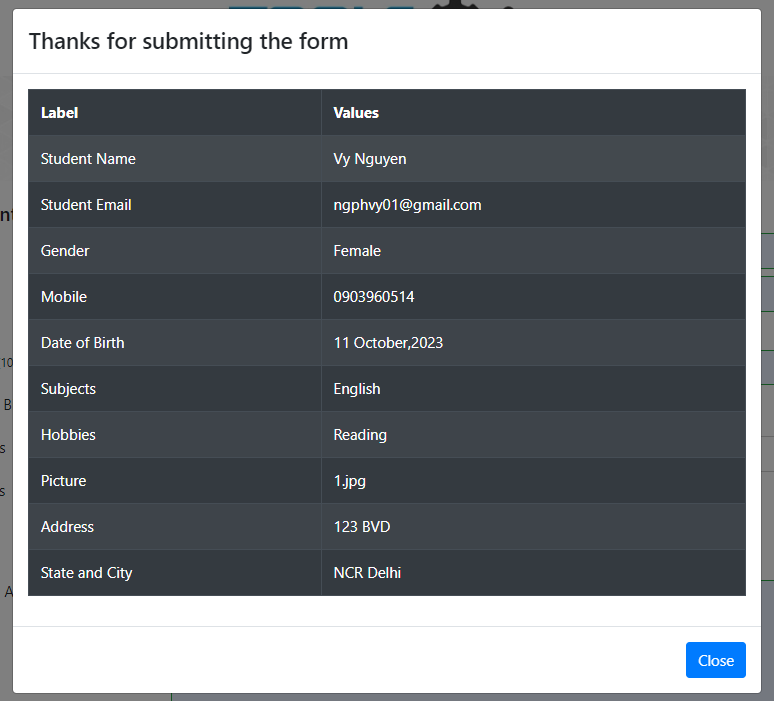 Thanks for submitting the form
Label Values
Student Name Vy Nguyen
Student Email ngphvy01@gmail.com
Gender Female
Mobile 0903960514
Date of Birth 11 October,2023
Subjects English
Hobbies Reading
Picture 1.jpg
Address 123 BVD
State and City NCR Delhi
Close